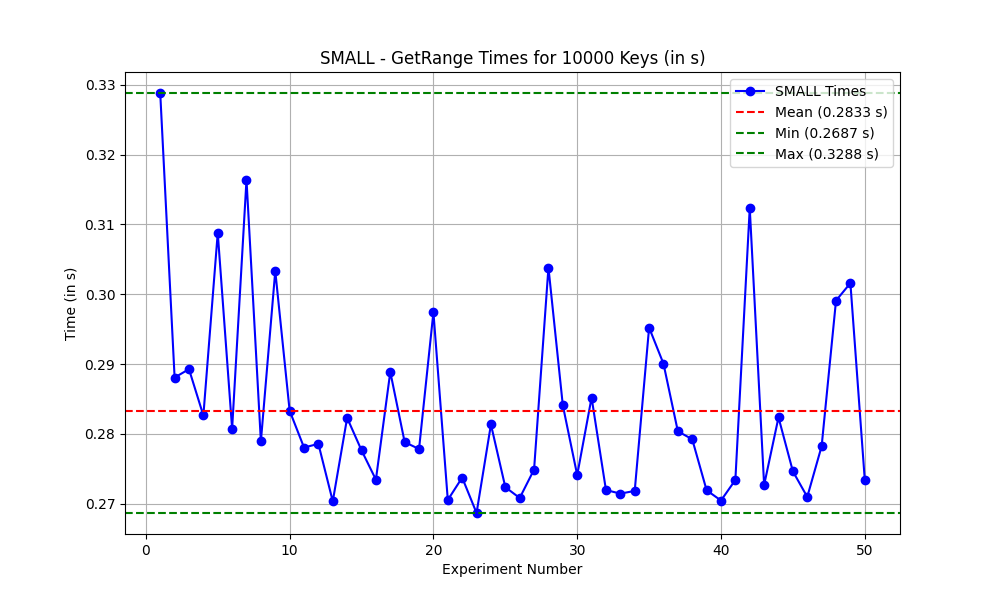 SMALL - GetRange Times for 10000 Keys (in s)
SMALL Times
Mean (0.2833 s)
Min (0.2687 s)
Max (0.3288 s)
Time (in s)
0.33
0.32
0.31
0.30
0.29
0.28
0.27
0 10 20 30 40 50
Experiment Number